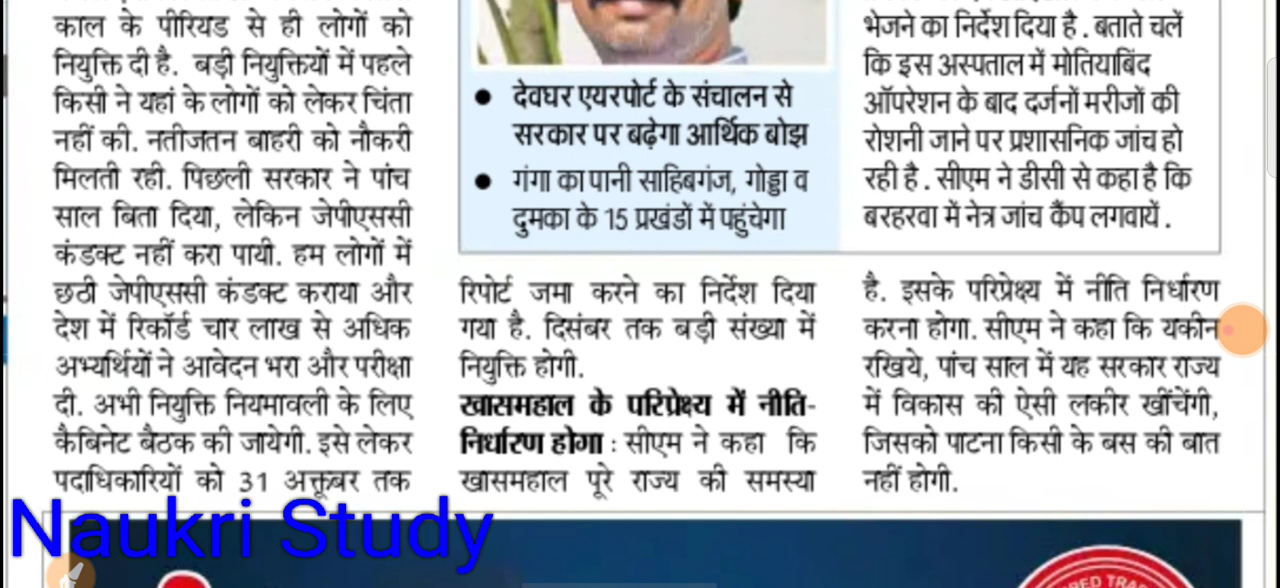 काल के पीरियड से ही लोगों को
नियुक्ति दी है. बड़ी नियुक्तियों में पहले
किसी ने यहां के लोगों को लेकर चिंता
नहीं की. नतीजतन बाहरी को नौकरी
मिलती रही. पिछली सरकार ने पांच
साल बिता दिया, लेकिन जेपीएससी
कंडक्ट नहीं करा पायी. हम लोगों में
छठी जेपीएससी कंडक्ट कराया और
देश में रिकॉर्ड चार लाख से अधिक
अभ्यर्थियों ने आवेदन भरा और परीक्षा
दी. अभी नियुक्ति नियमावली के लिए
कैबिनेट बैठक की जायेगी. इसे लेकर
पदाधिकारियों को 31 अक्तूबर तक
● देवघर एयरपोर्ट के संचालन से
सरकार पर बढ़ेगा आर्थिक बोझ
● गंगा का पानी साहिबगंज, गोड्डा व
दुमका के 15 प्रखंडों में पहुंचेगा
भेजने का निर्देश दिया है. बताते चलें
कि इस अस्पताल में मोतियाबिंद
ऑपरेशन के बाद दर्जनों मरीजों की
रोशनी जाने पर प्रशासनिक जांच हो
रही है. सीएम ने डीसी से कहा है कि
बरहरवा में नेत्र जांच कैंप लगवायें.
रिपोर्ट जमा करने का निर्देश दिया
गया है. दिसंबर तक बड़ी संख्या में
नियुक्ति होगी.
खासमहाल के परिप्रेक्ष्य में नीति-
निर्धारण होगा : सीएम ने कहा कि
खासमहाल पूरे राज्य की समस्या
है. इसके परिप्रेक्ष्य में नीति निर्धारण
करना होगा. सीएम ने कहा कि यकीन
रखिये, पांच साल में यह सरकार राज्य
में विकास की ऐसी लकीर खींचेंगी,
जिसको पाटना किसी के बस की बात
नहीं होगी.
Naukri Study